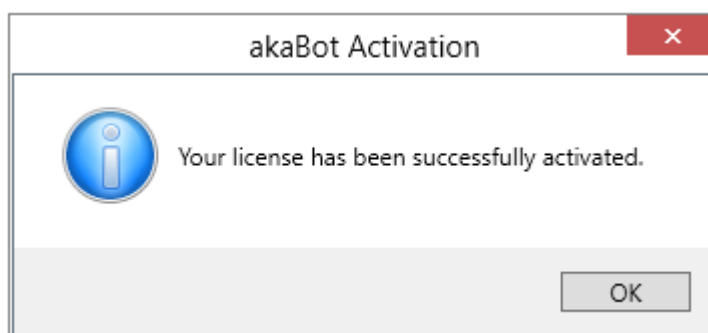 akaBot Activation
Your license has been successfully activated.
OK